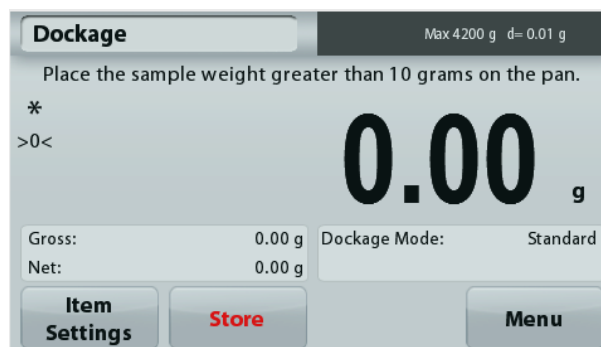 Dockage
Max 4200 g d= 0.01 g
Place the sample weight greater than 10 grams on the pan.
*
>0<
0.00 g
Gross: 0.00 g
Net: 0.00 g
Dockage Mode: Standard
Item
Settings
Store
Menu